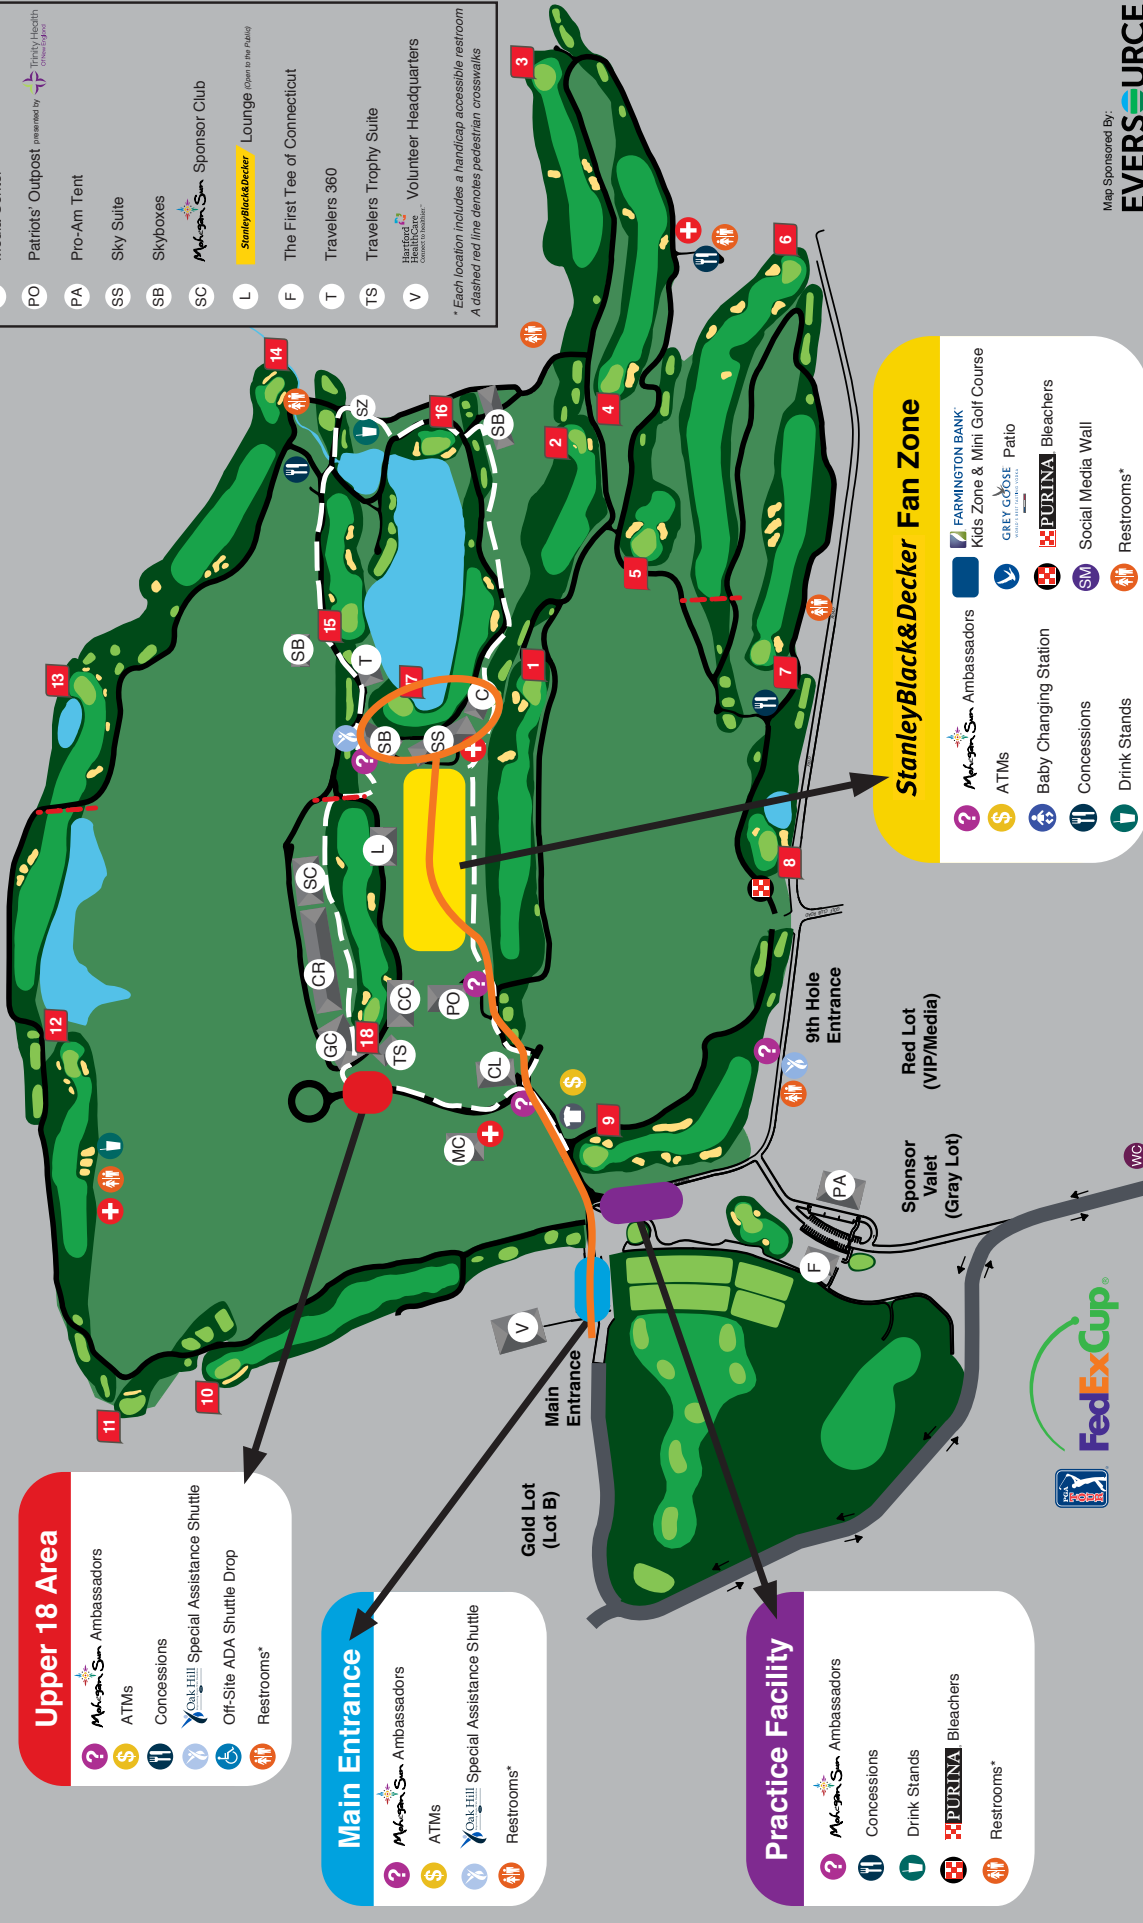 Patriots' Outpost presented by Trinity Health Of New England
PO
Pro-Am Tent
PA
Sky Suite
SS
Skyboxes
SB
Mohegan Sun Sponsor Club
SC
StanleyBlack&Decker Lounge (Open to the Public)
L
The First Tee of Connecticut
F
Travelers 360
T
Travelers Trophy Suite
TS
Hartford HealthCare Connect to healthier.™ Volunteer Headquarters
V
* Each location includes a handicap accessible restroom
A dashed red line denotes pedestrian crosswalks
Upper 18 Area
? Mohegan Sun Ambassadors
$ ATMs
Concessions
Oak Hill Special Assistance Shuttle
Off-Site ADA Shuttle Drop
Restrooms*
Main Entrance
? Mohegan Sun Ambassadors
$ ATMs
Oak Hill Special Assistance Shuttle
Restrooms*
Practice Facility
? Mohegan Sun Ambassadors
Concessions
Drink Stands
PURINA Bleachers
Restrooms*
StanleyBlack&Decker Fan Zone
? Mohegan Sun Ambassadors
$ ATMs
Baby Changing Station
Concessions
Drink Stands
FARMINGTON BANK
Kids Zone & Mini Golf Course
GREY GOOSE Patio
PURINA Bleachers
SM Social Media Wall
Restrooms*
Main
Entrance
Gold Lot
(Lot B)
9th Hole
Entrance
Red Lot
(VIP/Media)
Sponsor
Valet
(Gray Lot)
1
2
3
4
5
6
7
8
9
10
11
12
13
14
15
16
7
18
SZ
SB
SB
T
SB
SS
C
L
SC
CR
GC
CC
TS
PO
CL
MC
V
PA
F
WC
?
?
?
?
$
PGA TOUR
FedExCup®
Map Sponsored By:
EVERSOURCE